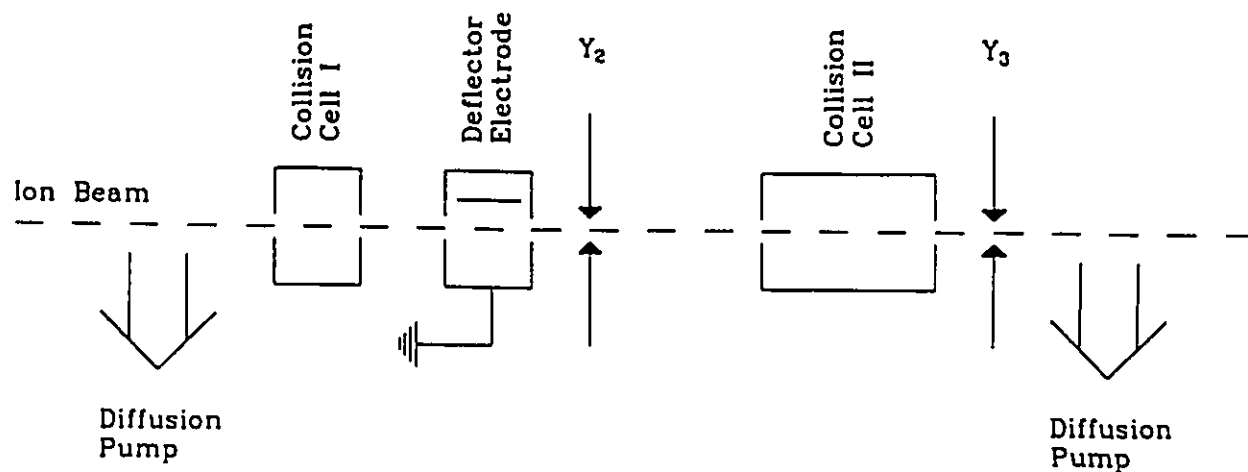 Collision
Cell I
Deflector
Electrode
Y₂
Collision
Cell II
Y₃
Ion Beam
Diffusion
Pump
Diffusion
Pump